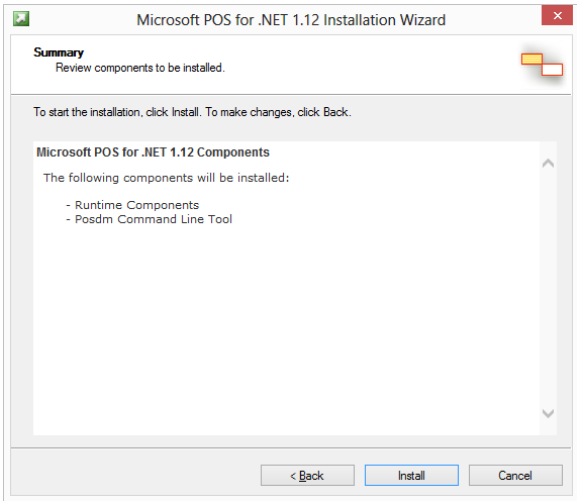 Microsoft POS for .NET 1.12 Installation Wizard
Summary
Review components to be installed.
To start the installation, click Install. To make changes, click Back.
Microsoft POS for .NET 1.12 Components
The following components will be installed:
- Runtime Components
- Posdm Command Line Tool
< Back
Install
Cancel